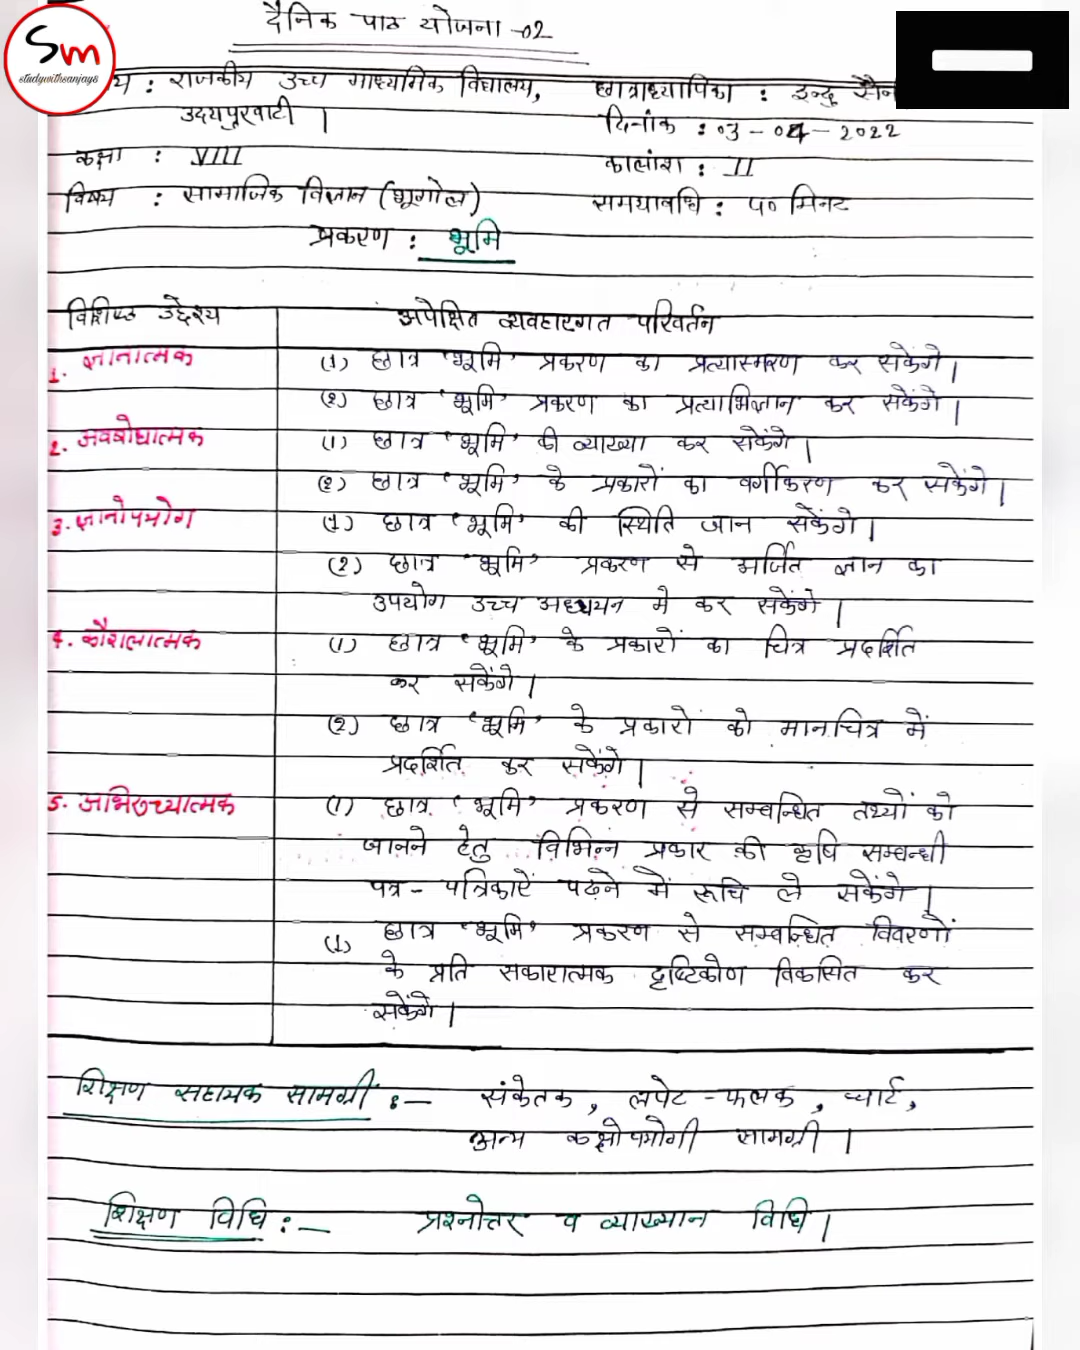 Sm
studywithsanjay8
दैनिक पाठ योजना -02
य : राजकीय उच्च माध्यमिक विद्यालय, छात्राध्यापिका : इन्दु सैन
उदयपुरवाटी । दिनांक : 03-04-2022
कक्षा : VIII कालांश : II
विषय : सामाजिक विज्ञान (भूगोल) समयावधि : ५० मिनट
प्रकरण : भूमि
विशिष्ट उद्देश्य अपेक्षित व्यवहारगत परिवर्तन
1. ज्ञानात्मक (1) छात्र 'भूमि' प्रकरण का प्रत्यास्मरण कर सकेंगे।
(२) छात्र 'भूमि' प्रकरण का प्रत्याभिज्ञान कर सकेंगे।
2. अवबोधात्मक (1) छात्र 'भूमि' की व्याख्या कर सकेंगे।
(२) छात्र 'भूमि' के प्रकारों का वर्गीकरण कर सकेंगे।
3. ज्ञानोपयोग (1) छात्र 'भूमि' की स्थिति जान सकेंगे।
(2) छात्र 'भूमि' प्रकरण से अर्जित ज्ञान का
उपयोग उच्च अध्ययन मे कर सकेंगे।
4. कौशलात्मक (1) छात्र 'भूमि' के प्रकारों का चित्र प्रदर्शित
कर सकेंगे।
(2) छात्र 'भूमि' के प्रकारों को मानचित्र में
प्रदर्शित कर सकेंगे।
5. अभिरुच्यात्मक (1) छात्र 'भूमि' प्रकरण से सम्बन्धित तथ्यों को
जानने हेतु विभिन्न प्रकार की कृषि सम्बन्धी
पत्र - पत्रिकाऐं पढ़ने में रूचि ले सकेंगे।
(1) छात्र 'भूमि' प्रकरण से सम्बन्धित विवरणों
के प्रति सकारात्मक दृष्टिकोण विकसित कर
सकेंगे।
शिक्षण सहायक सामग्री :- संकेतक, लपेट-फलक, चार्ट,
अन्य कक्षोपयोगी सामग्री।
शिक्षण विधि :- प्रश्नोत्तर व व्याख्यान विधि।